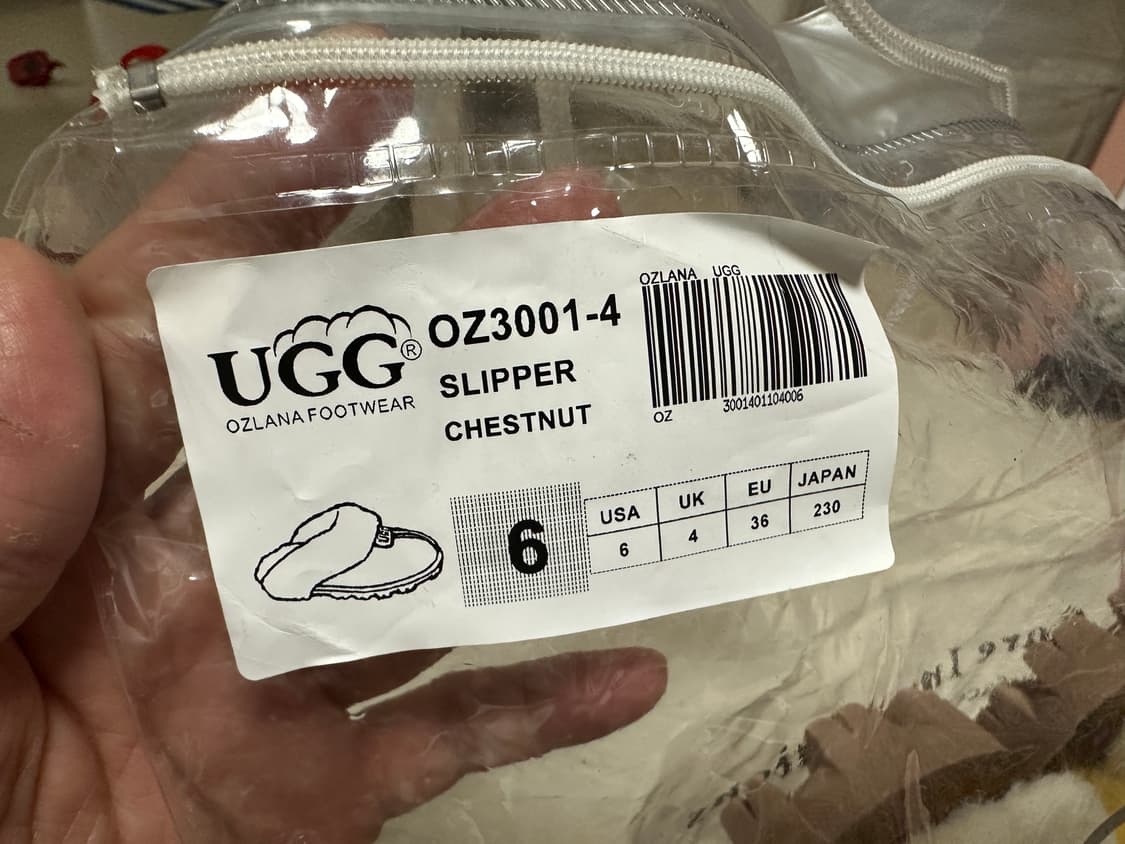 UGG®
OZLANA FOOTWEAR
OZ3001-4
SLIPPER
CHESTNUT
OZLANA UGG
OZ 3001401104006
6
USA UK EU JAPAN
6 4 36 230